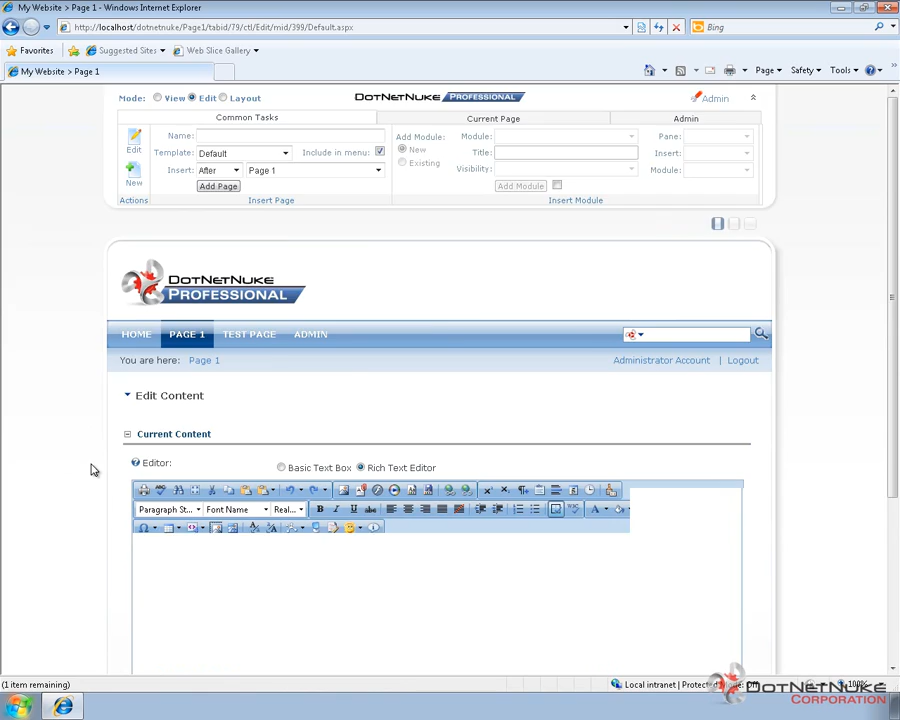 My Website > Page 1 - Windows Internet Explorer
http://localhost/dotnetnuke/Page1/tabid/79/ctl/Edit/mid/399/Default.aspx
Bing
Favorites Suggested Sites Web Slice Gallery
My Website > Page 1
Page Safety Tools
Mode: View Edit Layout
DOTNETNUKE PROFESSIONAL
Admin
Common Tasks Current Page Admin
Edit
New
Actions
Name:
Template: Default Include in menu:
Insert: After Page 1
Add Page
Insert Page
Add Module: New Existing
Module:
Title:
Visibility:
Add Module
Pane:
Insert:
Module:
Insert Module
DOTNETNUKE
PROFESSIONAL
HOME PAGE 1 TEST PAGE ADMIN
You are here: Page 1 Administrator Account | Logout
Edit Content
Current Content
Editor: Basic Text Box Rich Text Editor
Paragraph St... Font Name Real... B I U abc
(1 item remaining) Local intranet | Protected Mode: Off 100%
DOTNETNUKE
CORPORATION